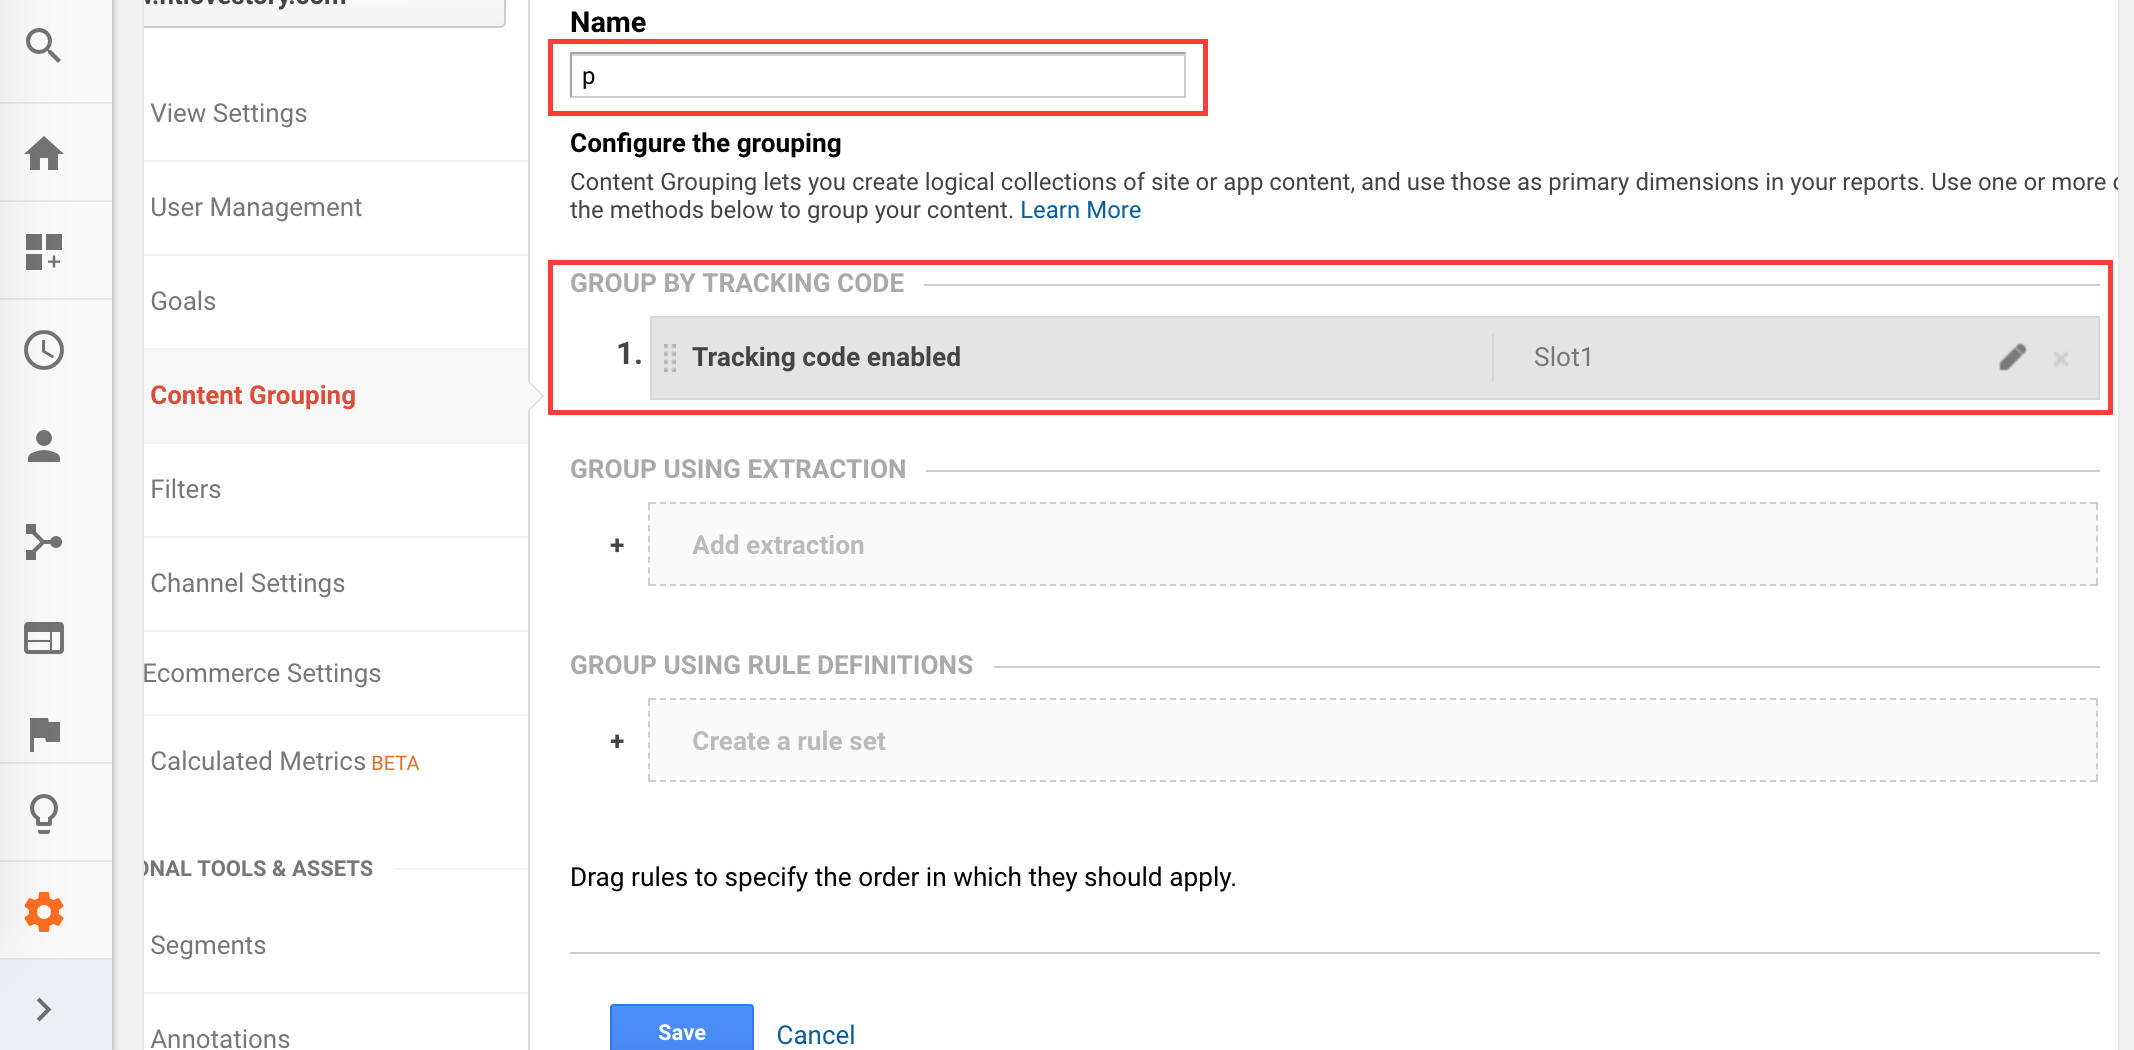 View Settings
User Management
Goals
Content Grouping
Filters
Channel Settings
Ecommerce Settings
Calculated Metrics BETA
TOOLS & ASSETS
Segments
Annotations
Name
p
Configure the grouping
Content Grouping lets you create logical collections of site or app content, and use those as primary dimensions in your reports. Use one or more
the methods below to group your content. Learn More
GROUP BY TRACKING CODE
1. Tracking code enabled Slot1
GROUP USING EXTRACTION
+ Add extraction
GROUP USING RULE DEFINITIONS
+ Create a rule set
Drag rules to specify the order in which they should apply.
Save Cancel